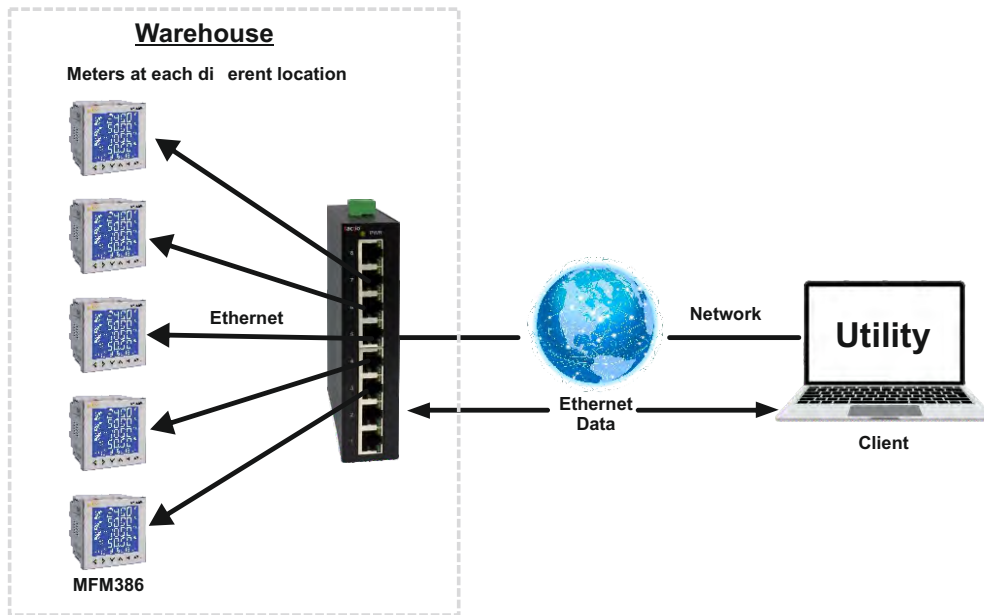 Warehouse
Meters at each di erent location
Ethernet
Network
Utility
Ethernet
Data
Client
MFM386